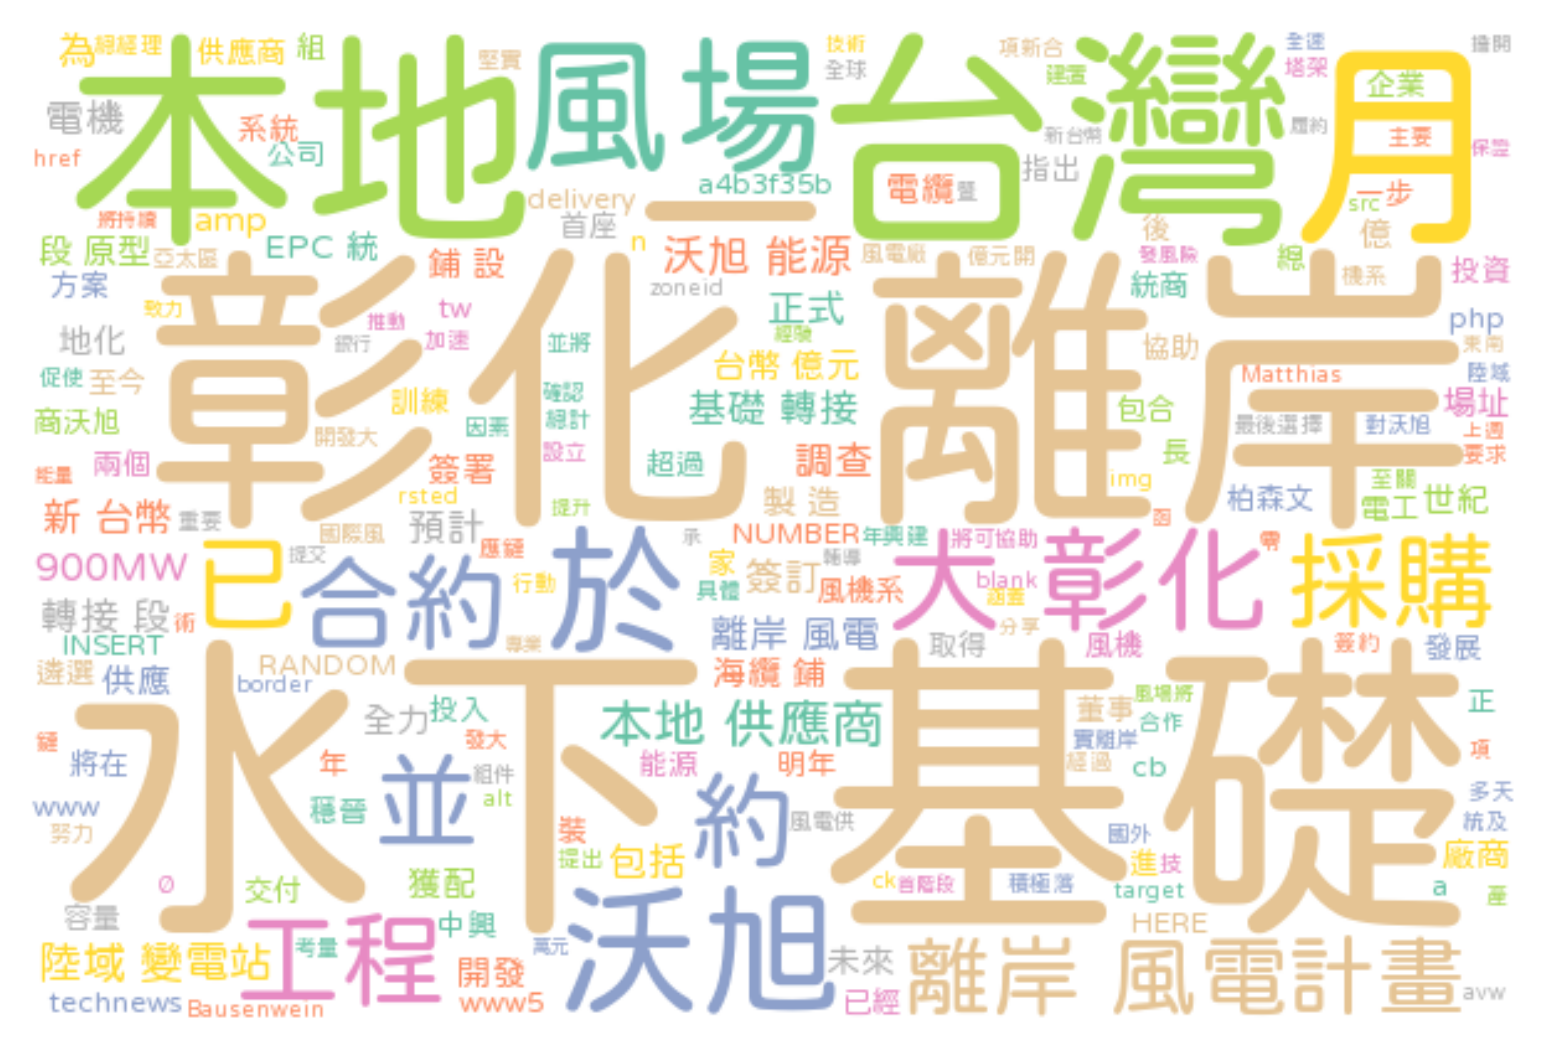 為 總經理 供應商 組 堅實 技術 項新合 全速 擔開
本地 風場 台灣 月
電機 系統 公司 全球 建置 塔架 企業
href 新台幣 履約 主要 保證
a4b3f35b 電纜 暨 指出 一步
將持續 amp delivery 一 src
段 原型 亞太區 EPC 統 首座 n 後 億
鋪 設 沃旭 能源 風電廠 億元開 發風險 總
方案 zoneid 正式 統商 機系 投資
彰化 離岸
致力 tw 推動 經發 php
地化 銀行 加速 並將 協助 東南
促使 至今 台幣 億元 Matthias 陸域
商沃旭 訓練 確認 總計 基礎 轉接 包合 場址
開發大 因素 最後選擇 對沃旭 上週
能量 兩個 簽署 設立 超過 調查 長 要求
rsted img 至關
新 台幣 重要 提升 製 造 柏森文 電工 世紀
國際風 預計 NUMBER 年興建
900MW 已 提交 合約 應鏈 於 承 家 簽訂 輔導 將可協助 大 彰化 零 採購
行動 具體 風機系 blank 涵蓋
轉接 段 術 分享
INSERT 專業 離岸 風電 取得 風機 簽約 發展
遴選 供應 RANDOM 海纜 鋪
border
水下 基礎
全力 投入 本地 供應商 董事 風場將 合作 正
鏈 發大 實離岸
將在 年 並 組件 能源 明年 經過 cb 項
www 穩晉 alt 約 風電供 多天
努力 裝 國外 統及
提出 包括 進 技 廠商
Ø 交付 獲配 ck 首階段 積極落 target a 產
容量 工程 中興 沃旭 HERE
陸域 變電站 考量 萬元 未來 離岸 風電計畫
開發
technews Bausenwein www5 已經 avw